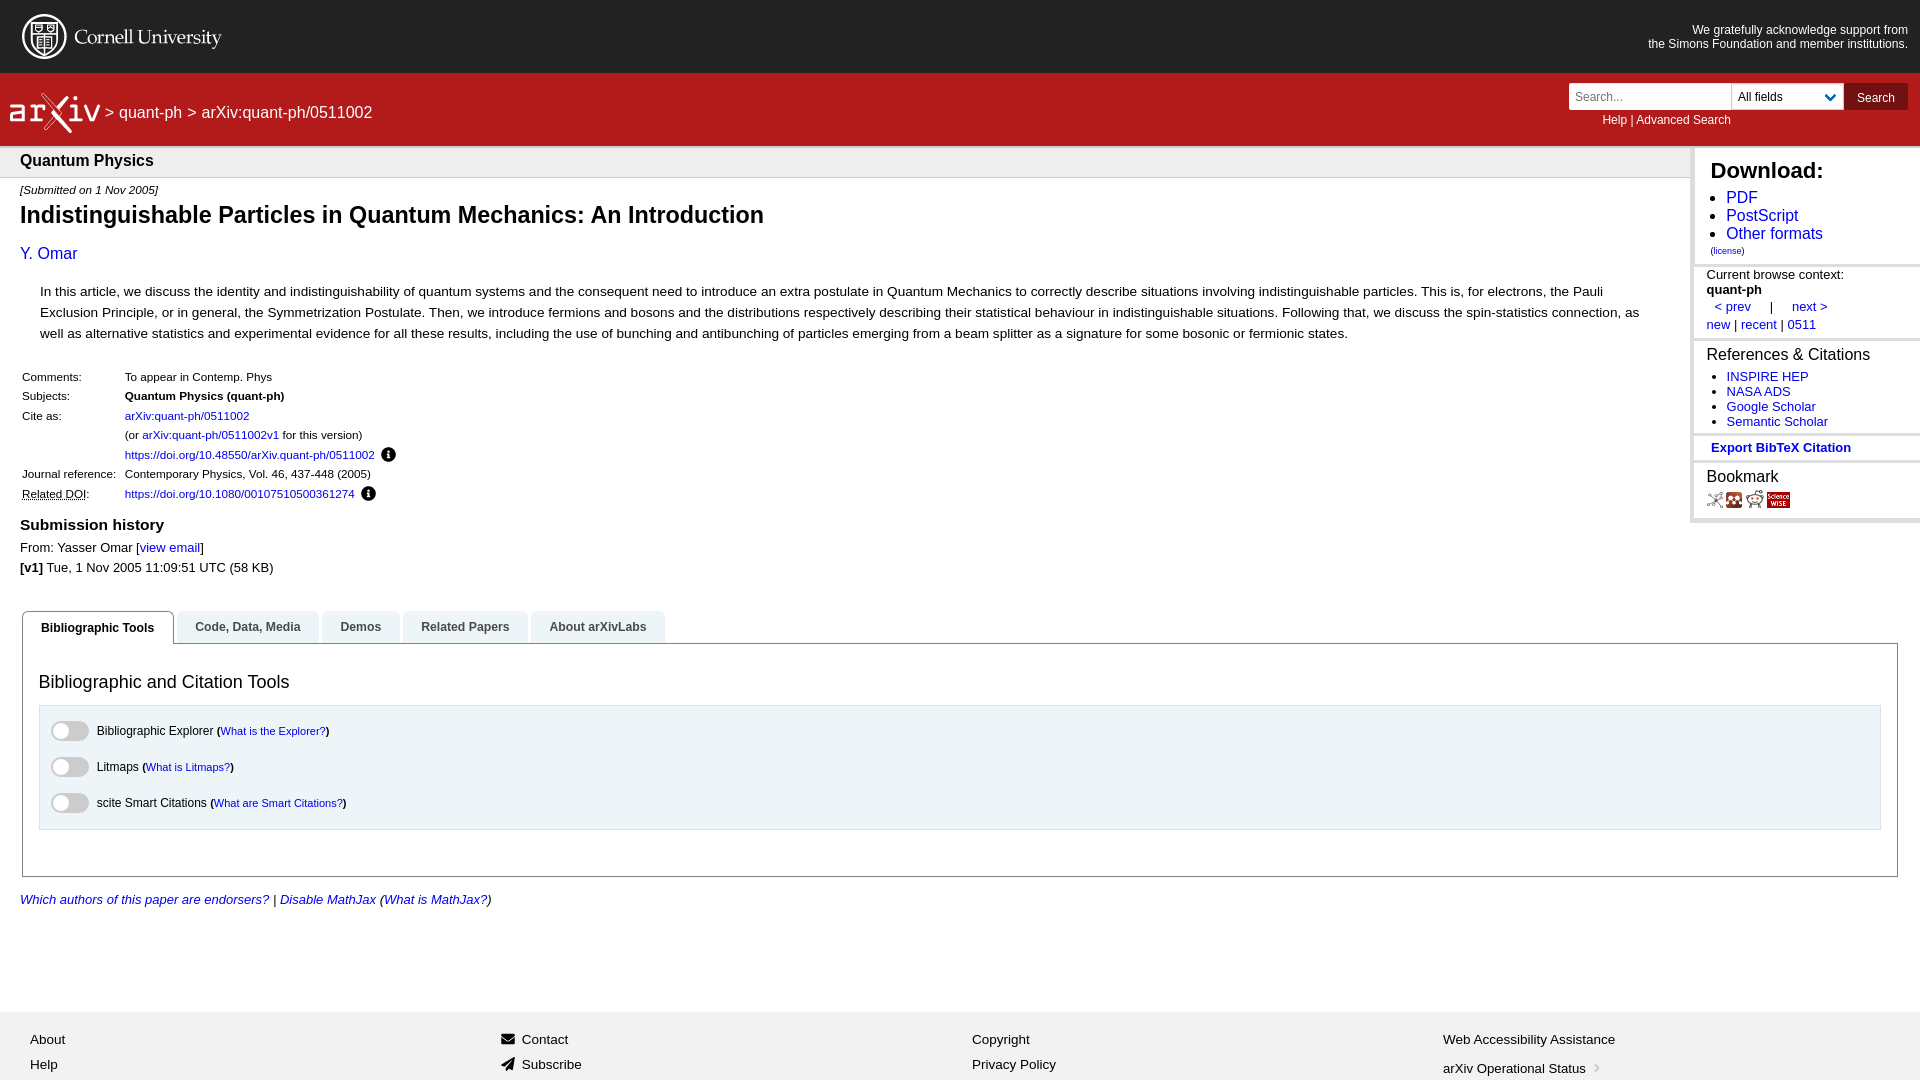 Cornell University
We gratefully acknowledge support from
the Simons Foundation and member institutions.
arXiv > quant-ph > arXiv:quant-ph/0511002
Search...
All fields
Search
Help | Advanced Search
Quantum Physics
[Submitted on 1 Nov 2005]
Indistinguishable Particles in Quantum Mechanics: An Introduction
Y. Omar
In this article, we discuss the identity and indistinguishability of quantum systems and the consequent need to introduce an extra postulate in Quantum Mechanics to correctly describe situations involving indistinguishable particles. This is, for electrons, the Pauli
Exclusion Principle, or in general, the Symmetrization Postulate. Then, we introduce fermions and bosons and the distributions respectively describing their statistical behaviour in indistinguishable situations. Following that, we discuss the spin-statistics connection, as
well as alternative statistics and experimental evidence for all these results, including the use of bunching and antibunching of particles emerging from a beam splitter as a signature for some bosonic or fermionic states.
Comments: To appear in Contemp. Phys
Subjects: Quantum Physics (quant-ph)
Cite as: arXiv:quant-ph/0511002
(or arXiv:quant-ph/0511002v1 for this version)
https://doi.org/10.48550/arXiv.quant-ph/0511002
Journal reference: Contemporary Physics, Vol. 46, 437-448 (2005)
Related DOI: https://doi.org/10.1080/00107510500361274
Submission history
From: Yasser Omar [view email]
[v1] Tue, 1 Nov 2005 11:09:51 UTC (58 KB)
Download:
PDF
PostScript
Other formats
(license)
Current browse context:
quant-ph
< prev | next >
new | recent | 0511
References & Citations
INSPIRE HEP
NASA ADS
Google Scholar
Semantic Scholar
Export BibTeX Citation
Bookmark
Science
WISE
Bibliographic Tools
Code, Data, Media
Demos
Related Papers
About arXivLabs
Bibliographic and Citation Tools
Bibliographic Explorer (What is the Explorer?)
Litmaps (What is Litmaps?)
scite Smart Citations (What are Smart Citations?)
Which authors of this paper are endorsers? | Disable MathJax (What is MathJax?)
About
Help
Contact
Subscribe
Copyright
Privacy Policy
Web Accessibility Assistance
arXiv Operational Status